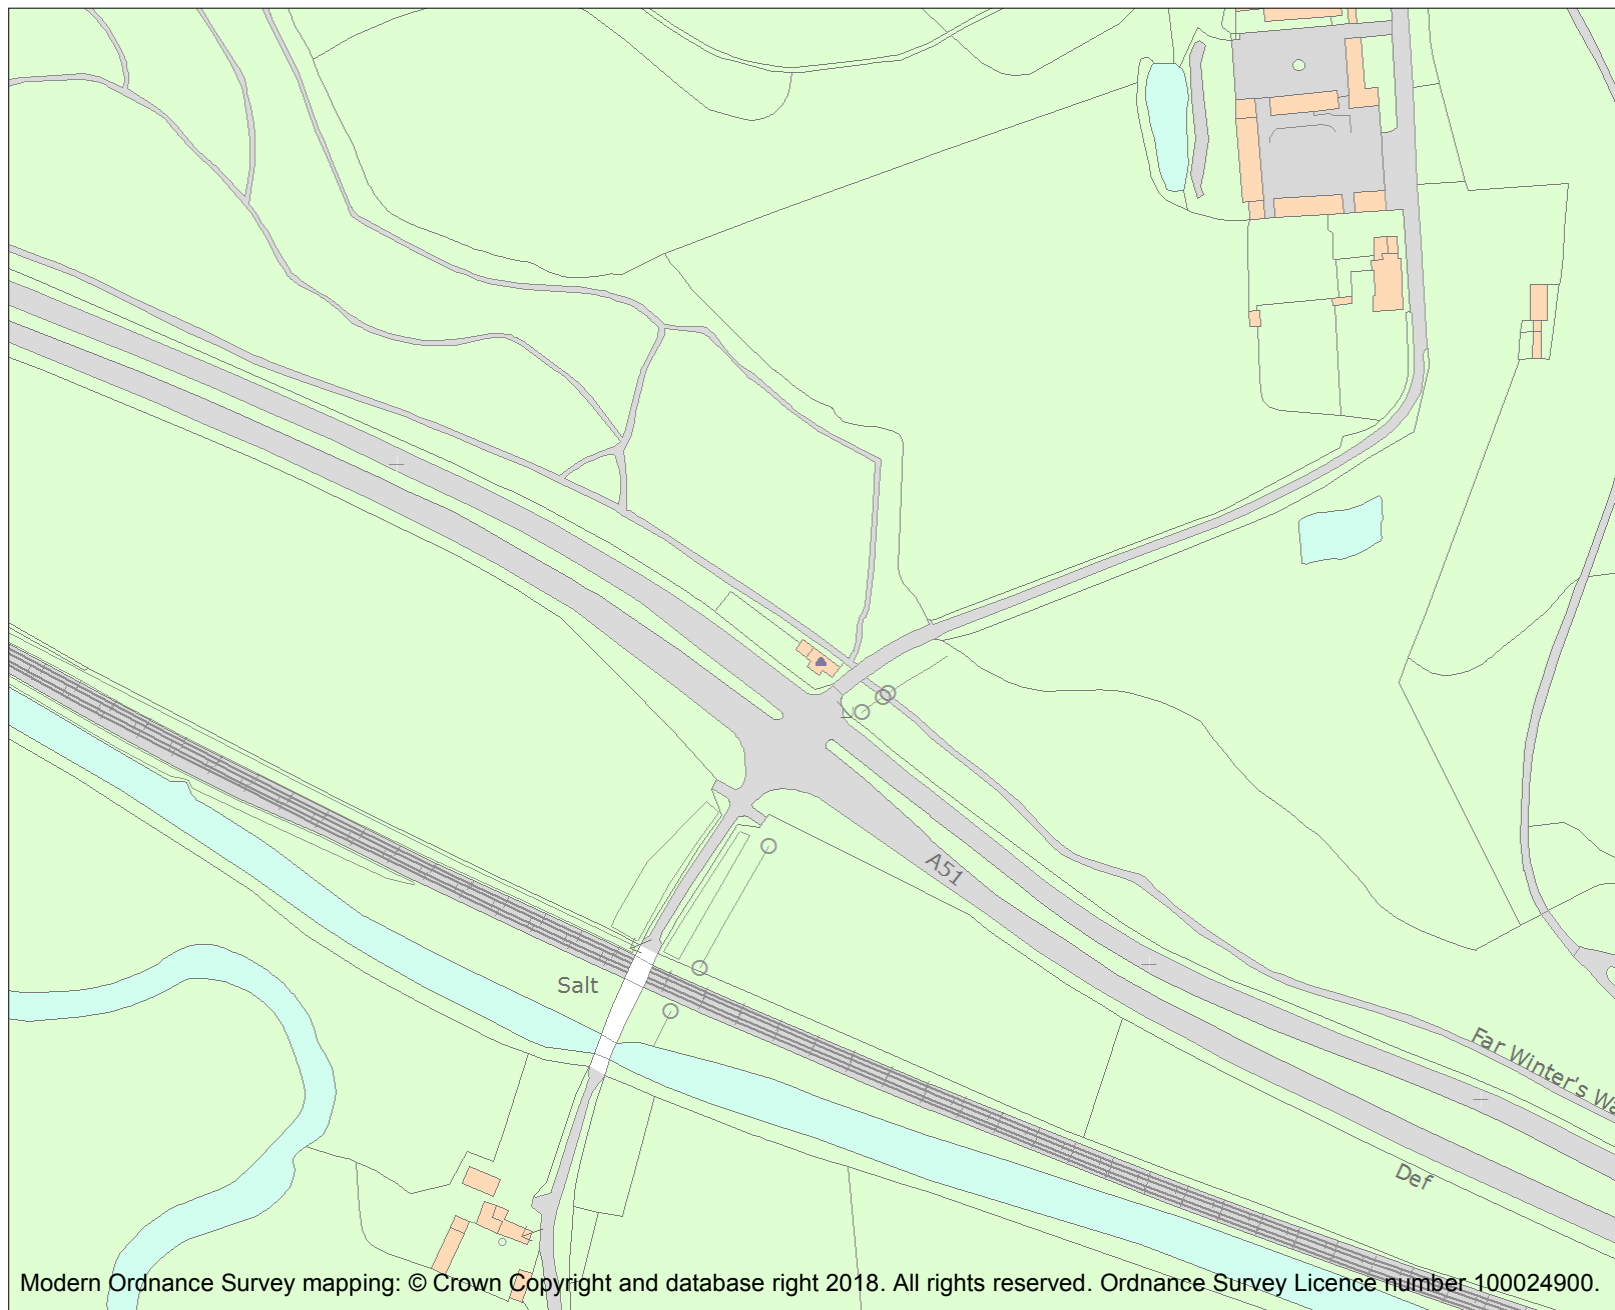 A51
Salt
Far Winter's Wa
Def
Modern Ordnance Survey mapping: © Crown Copyright and database right 2018. All rights reserved. Ordnance Survey Licence number 100024900.